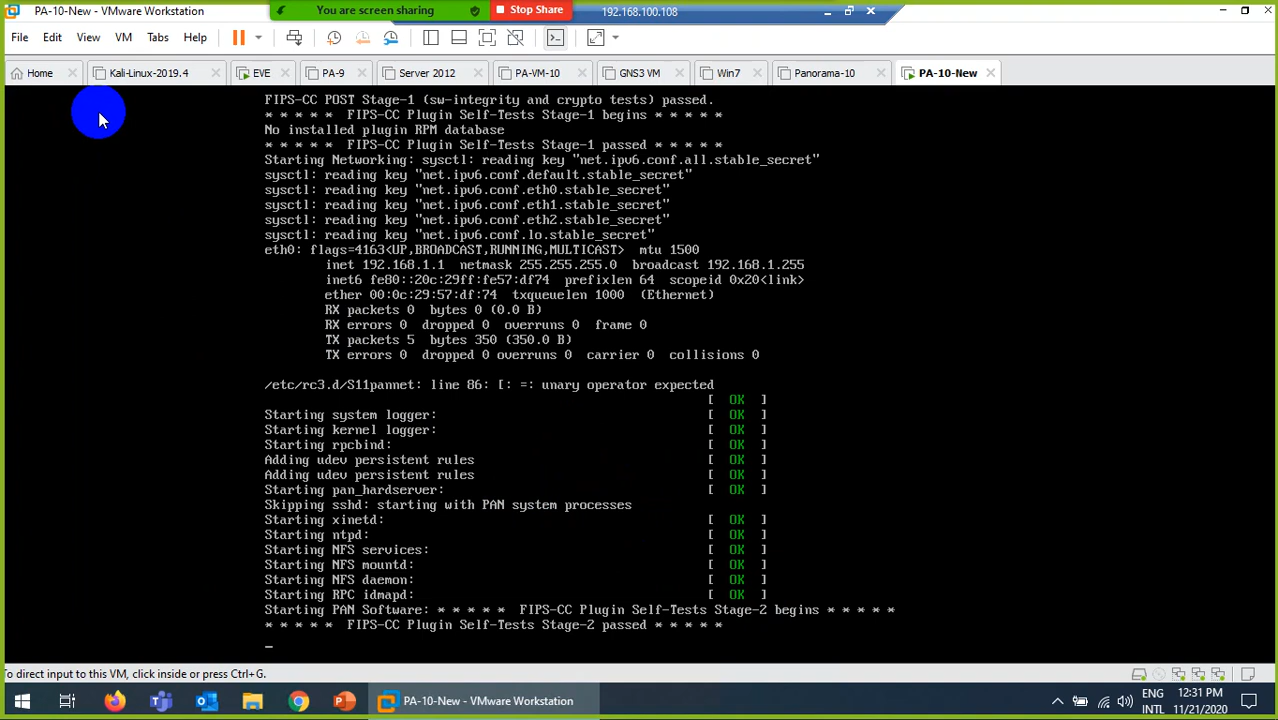 PA-10-New - VMware Workstation
You are screen sharing
Stop Share
192.168.100.108
File Edit View VM Tabs Help
Home Kali-Linux-2019.4 EVE PA-9 Server 2012 PA-VM-10 GNS3 VM Win7 Panorama-10 PA-10-New
FIPS-CC POST Stage-1 (sw-integrity and crypto tests) passed.
* * * * *  FIPS-CC Plugin Self-Tests Stage-1 begins * * * * *
No installed plugin RPM database
* * * * *  FIPS-CC Plugin Self-Tests Stage-1 passed * * * * *
Starting Networking: sysctl: reading key "net.ipv6.conf.all.stable_secret"
sysctl: reading key "net.ipv6.conf.default.stable_secret"
sysctl: reading key "net.ipv6.conf.eth0.stable_secret"
sysctl: reading key "net.ipv6.conf.eth1.stable_secret"
sysctl: reading key "net.ipv6.conf.eth2.stable_secret"
sysctl: reading key "net.ipv6.conf.lo.stable_secret"
eth0: flags=4163<UP,BROADCAST,RUNNING,MULTICAST>  mtu 1500
inet 192.168.1.1  netmask 255.255.255.0  broadcast 192.168.1.255
inet6 fe80::20c:29ff:fe57:df74  prefixlen 64  scopeid 0x20<link>
ether 00:0c:29:57:df:74  txqueuelen 1000  (Ethernet)
RX packets 0  bytes 0 (0.0 B)
RX errors 0  dropped 0  overruns 0  frame 0
TX packets 5  bytes 350 (350.0 B)
TX errors 0  dropped 0 overruns 0  carrier 0  collisions 0
/etc/rc3.d/S11pannet: line 86: [: =: unary operator expected
[  OK  ]
Starting system logger: [  OK  ]
Starting kernel logger: [  OK  ]
Starting rpcbind: [  OK  ]
Adding udev persistent rules [  OK  ]
Adding udev persistent rules [  OK  ]
Starting pan_hardserver: [  OK  ]
Skipping sshd: starting with PAN system processes
Starting xinetd: [  OK  ]
Starting ntpd: [  OK  ]
Starting NFS services: [  OK  ]
Starting NFS mountd: [  OK  ]
Starting NFS daemon: [  OK  ]
Starting RPC idmapd: [  OK  ]
Starting PAN Software: * * * * *  FIPS-CC Plugin Self-Tests Stage-2 begins * * * * *
* * * * *  FIPS-CC Plugin Self-Tests Stage-2 passed * * * * *
_
To direct input to this VM, click inside or press Ctrl+G.
PA-10-New - VMware Workstation
ENG
INTL
12:31 PM
11/21/2020